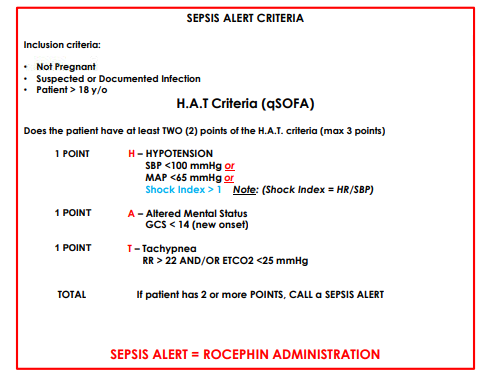 SEPSIS ALERT CRITERIA
Inclusion criteria:
• Not Pregnant
• Suspected or Documented Infection
• Patient > 18 y/o
H.A.T Criteria (qSOFA)
Does the patient have at least TWO (2) points of the H.A.T. criteria (max 3 points)
1 POINT H – HYPOTENSION
SBP <100 mmHg or
MAP <65 mmHg or
Shock Index > 1 Note: (Shock Index = HR/SBP)
1 POINT A – Altered Mental Status
GCS < 14 (new onset)
1 POINT T – Tachypnea
RR > 22 AND/OR ETCO2 <25 mmHg
TOTAL If patient has 2 or more POINTS, CALL a SEPSIS ALERT
SEPSIS ALERT = ROCEPHIN ADMINISTRATION